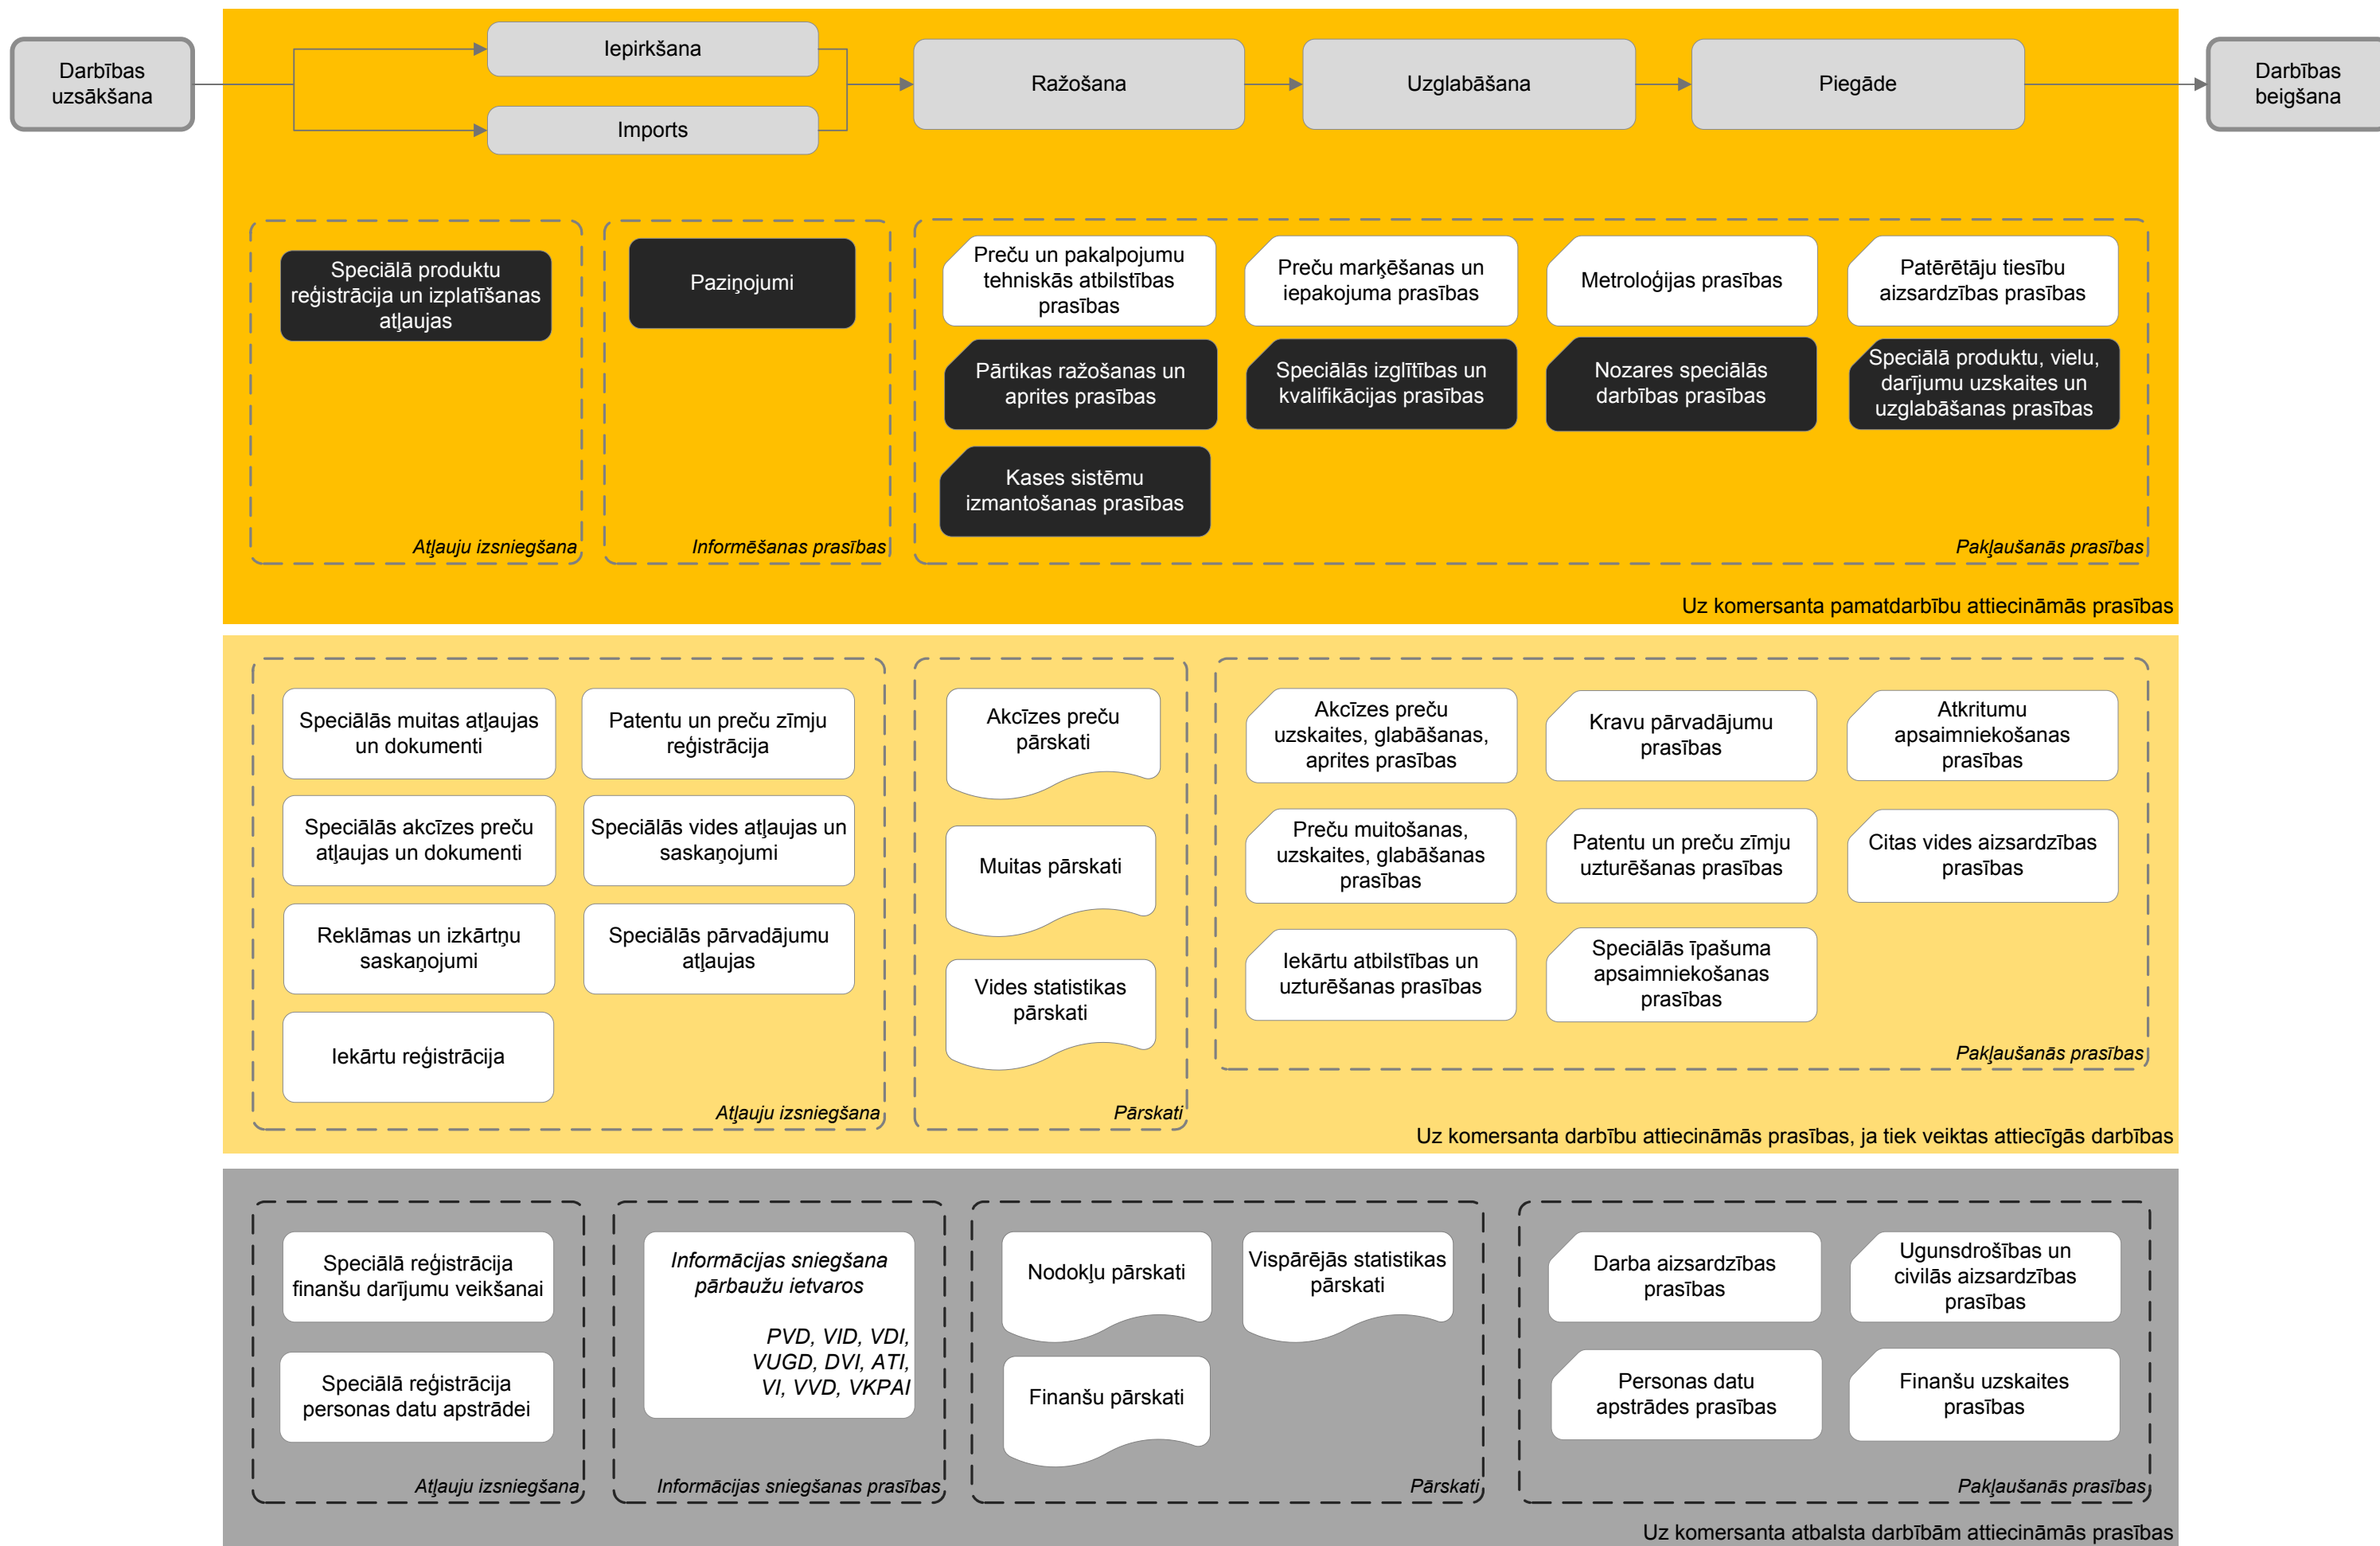 Darbības
uzsākšana
Iepirkšana
Imports
Ražošana
Uzglabāšana
Piegāde
Darbības
beigšana
Speciālā produktu
reģistrācija un izplatīšanas
atļaujas
Atļauju izsniegšana
Paziņojumi
Informēšanas prasības
Preču un pakalpojumu
tehniskās atbilstības
prasības
Preču marķēšanas un
iepakojuma prasības
Metroloģijas prasības
Patērētāju tiesību
aizsardzības prasības
Pārtikas ražošanas un
aprites prasības
Speciālās izglītības un
kvalifikācijas prasības
Nozares speciālās
darbības prasības
Speciālā produktu, vielu,
darījumu uzskaites un
uzglabāšanas prasības
Kases sistēmu
izmantošanas prasības
Pakļaušanās prasības
Uz komersanta pamatdarbību attiecināmās prasības
Speciālās muitas atļaujas
un dokumenti
Patentu un preču zīmju
reģistrācija
Speciālās akcīzes preču
atļaujas un dokumenti
Speciālās vides atļaujas un
saskaņojumi
Reklāmas un izkārtņu
saskaņojumi
Speciālās pārvadājumu
atļaujas
Iekārtu reģistrācija
Atļauju izsniegšana
Akcīzes preču
pārskati
Muitas pārskati
Vides statistikas
pārskati
Pārskati
Akcīzes preču
uzskaites, glabāšanas,
aprites prasības
Kravu pārvadājumu
prasības
Atkritumu
apsaimniekošanas
prasības
Preču muitošanas,
uzskaites, glabāšanas
prasības
Patentu un preču zīmju
uzturēšanas prasības
Citas vides aizsardzības
prasības
Iekārtu atbilstības un
uzturēšanas prasības
Speciālās īpašuma
apsaimniekošanas
prasības
Pakļaušanās prasības
Uz komersanta darbību attiecināmās prasības, ja tiek veiktas attiecīgās darbības
Speciālā reģistrācija
finanšu darījumu veikšanai
Speciālā reģistrācija
personas datu apstrādei
Atļauju izsniegšana
Informācijas sniegšana
pārbaužu ietvaros
PVD, VID, VDI,
VUGD, DVI, ATI,
VI, VVD, VKPAI
Informācijas sniegšanas prasības
Nodokļu pārskati
Vispārējās statistikas
pārskati
Finanšu pārskati
Pārskati
Darba aizsardzības
prasības
Ugunsdrošības un
civilās aizsardzības
prasības
Personas datu
apstrādes prasības
Finanšu uzskaites
prasības
Pakļaušanās prasības
Uz komersanta atbalsta darbībām attiecināmās prasības